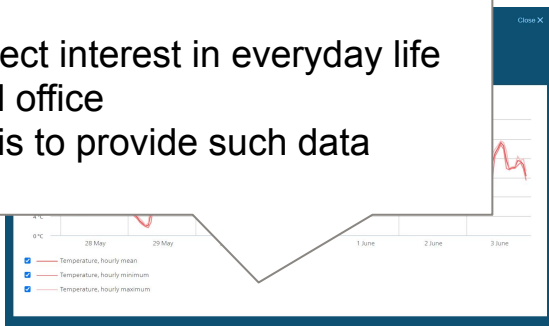 Close X
ect interest in everyday life
office
is to provide such data
4 °C
0 °C
28 May 29 May 1 June 2 June 3 June
Temperature, hourly mean
Temperature, hourly minimum
Temperature, hourly maximum